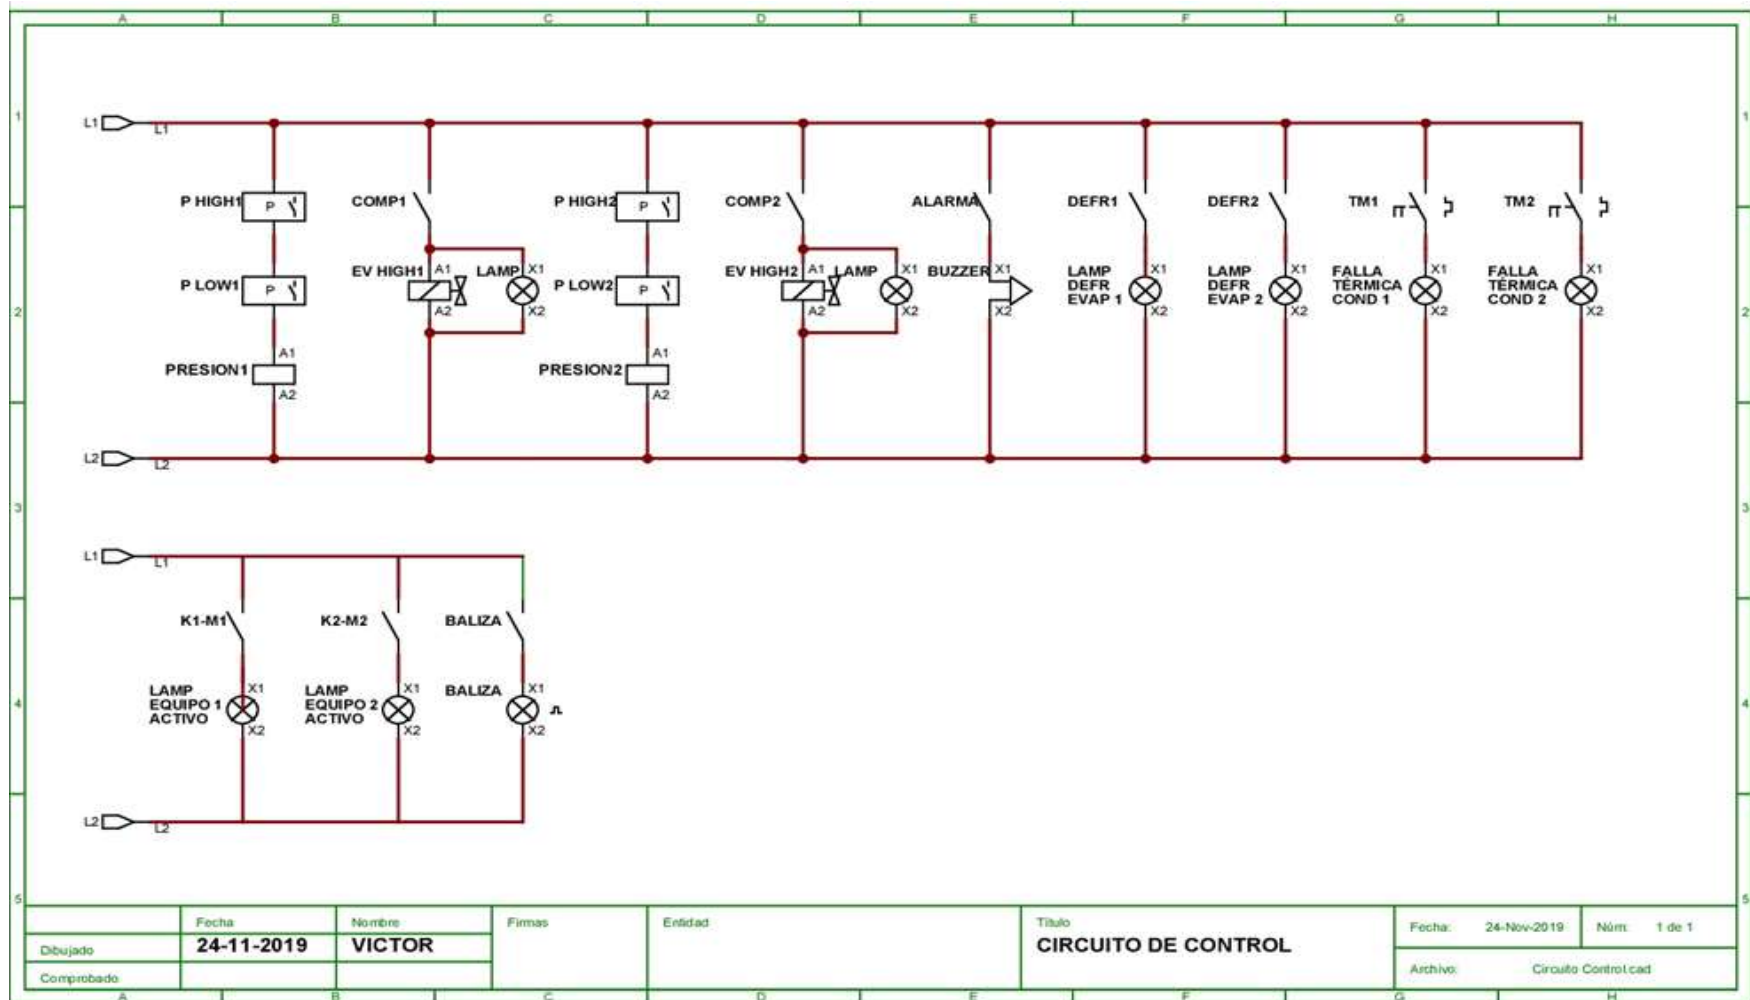 A B C D E F G H
1 1
L1 L1
P HIGH1 P COMP1 P HIGH2 P COMP2 ALARMA DEFR1 DEFR2 TM1 TM2
EV HIGH1 A1 LAMP X1 EV HIGH2 A1 LAMP X1 BUZZER X1 LAMP X1 LAMP X1 FALLA X1 FALLA X1
P LOW1 P P LOW2 P DEFR DEFR TÉRMICA TÉRMICA
EVAP 1 EVAP 2 COND 1 COND 2
A2 X2 A2 X2 X2 X2 X2 X2 X2
2 2
A1 A1
PRESION1 PRESION2
A2 A2
L2 L2
3 3
L1 L1
K1-M1 K2-M2 BALIZA
LAMP X1 LAMP X1 BALIZA X1
EQUIPO 1 EQUIPO 2
ACTIVO ACTIVO
X2 X2 X2
4 4
L2 L2
5 5
Fecha Nombre Firmas Entidad Título Fecha: 24-Nov-2019 Núm: 1 de 1
Dibujado 24-11-2019 VICTOR CIRCUITO DE CONTROL
Comprobado Archivo: Circuito Control.cad
A B C D E F G H